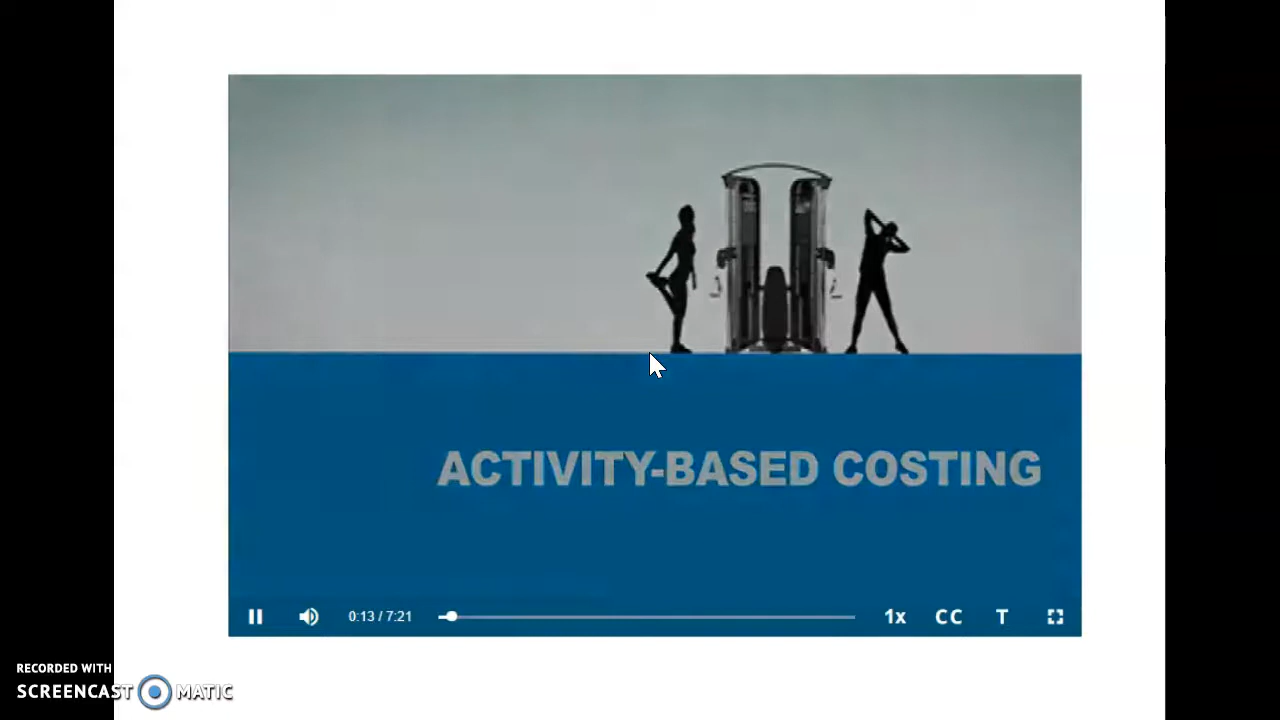 ACTIVITY-BASED COSTING
0:13 / 7:21
1x
CC
T
RECORDED WITH
SCREENCAST MATIC